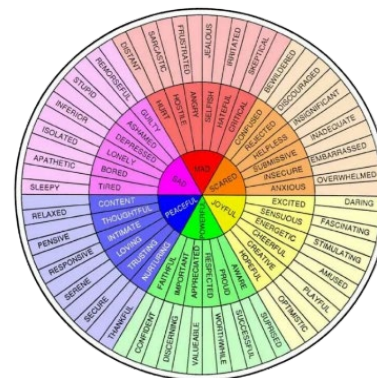 MAD
SCARED
JOYFUL
POWERFUL
PEACEFUL
SAD
HURT
HOSTILE
ANGRY
SELFISH
HATEFUL
CRITICAL
CONFUSED
REJECTED
HELPLESS
SUBMISSIVE
INSECURE
ANXIOUS
EXCITED
SENSUOUS
ENERGETIC
CHEERFUL
CREATIVE
HOPEFUL
AWARE
PROUD
RESPECTED
APPRECIATED
IMPORTANT
FAITHFUL
NURTURING
TRUSTING
LOVING
INTIMATE
THOUGHTFUL
CONTENT
TIRED
BORED
LONELY
DEPRESSED
ASHAMED
GUILTY
DISTANT
SARCASTIC
FRUSTRATED
JEALOUS
IRRITATED
SKEPTICAL
BEWILDERED
DISCOURAGED
INSIGNIFICANT
INADEQUATE
EMBARRASSED
OVERWHELMED
DARING
FASCINATING
STIMULATING
AMUSED
PLAYFUL
OPTIMISTIC
SUPRISED
SUCCESSFUL
WORTHWHILE
VALUEABLE
DISCERNING
CONFIDENT
THANKFUL
SECURE
SERENE
RESPONSIVE
PENSIVE
RELAXED
SLEEPY
APATHETIC
ISOLATED
INFERIOR
STUPID
REMORSEFUL